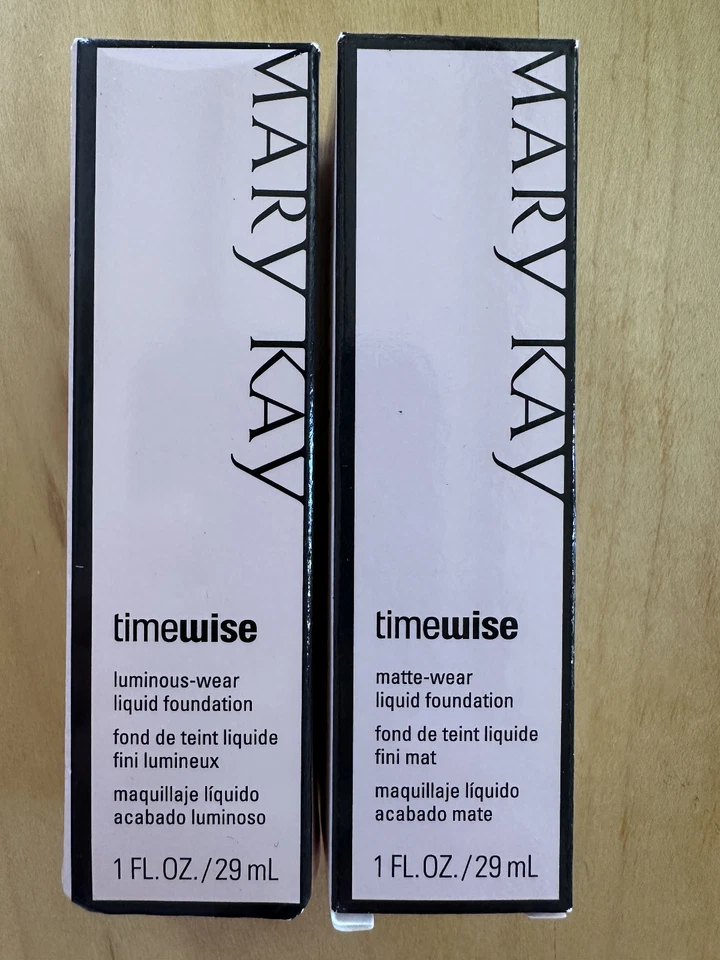 MARY KAY
timewise
luminous-wear
liquid foundation
fond de teint liquide
fini lumineux
maquillaje líquido
acabado luminoso
1 FL.OZ./29 mL
MARY KAY
timewise
matte-wear
liquid foundation
fond de teint liquide
fini mat
maquillaje líquido
acabado mate
1 FL.OZ./29 mL